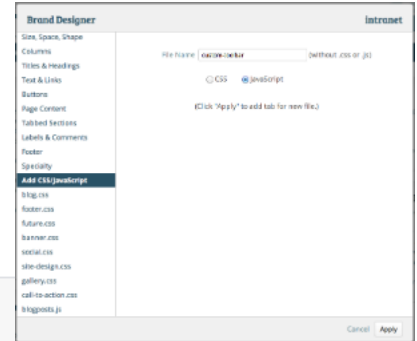 Brand Designer
Intranet
Size, Space, Shape
Columns
Titles & Headings
Text & Links
Buttons
Page Content
Tabbed Sections
Labels & Comments
Footer
Specialty
Add CSS/JavaScript
blog.css
footer.css
future.css
banner.css
social.css
site-design.css
gallery.css
call-to-action.css
blogposts.js
File Name custom-toolbar (without .css or .js)
CSS JavaScript
(Click "Apply" to add tab for new file.)
Cancel Apply